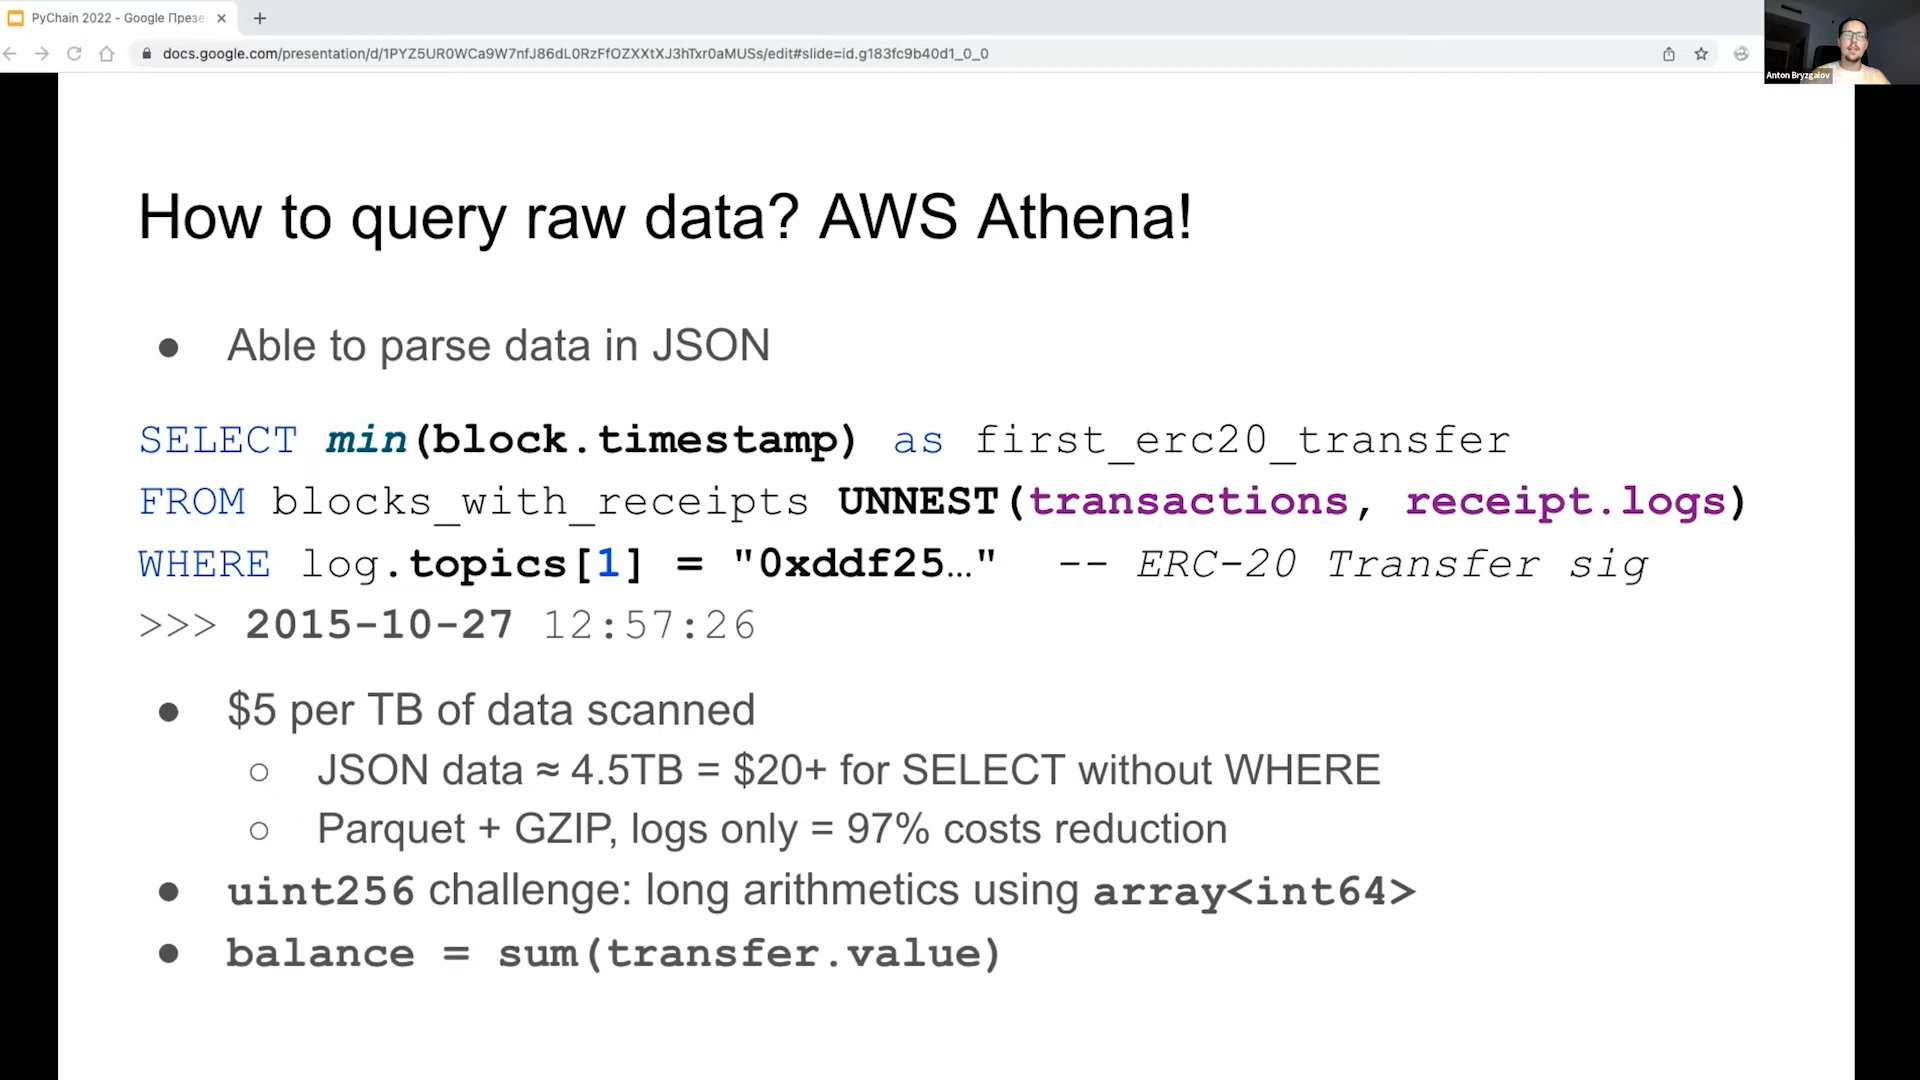 PyChain 2022 - Google Презе
docs.google.com/presentation/d/1PYZ5UR0WCa9W7nfJ86dL0RzFfOZXXtXJ3hTxr0aMUSs/edit#slide=id.g183fc9b40d1_0_0
Anton Bryzgalov
How to query raw data? AWS Athena!
● Able to parse data in JSON
SELECT min(block.timestamp) as first_erc20_transfer
FROM blocks_with_receipts UNNEST(transactions, receipt.logs)
WHERE log.topics[1] = "0xddf25…" -- ERC-20 Transfer sig
>>> 2015-10-27 12:57:26
● $5 per TB of data scanned
○ JSON data ≈ 4.5TB = $20+ for SELECT without WHERE
○ Parquet + GZIP, logs only = 97% costs reduction
● uint256 challenge: long arithmetics using array<int64>
● balance = sum(transfer.value)